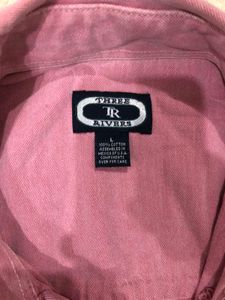 THREE
TR
RIVERS
L
100% COTTON
ASSEMBLED IN
MEXICO OF U.S.A.
COMPONENTS
OVER FOR CARE